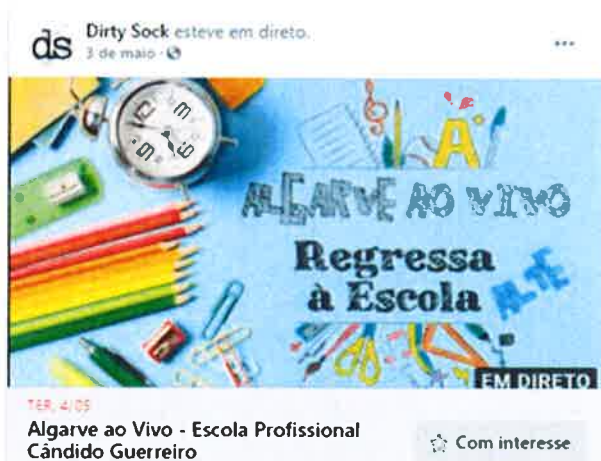 ds
Dirty Sock esteve em direto.
3 de maio ·
A
ALGARVE AO VIVO
Regressa
à Escola
ALTE
EM DIRETO
TER, 4/05
Algarve ao Vivo - Escola Profissional
Cândido Guerreiro
Com interesse